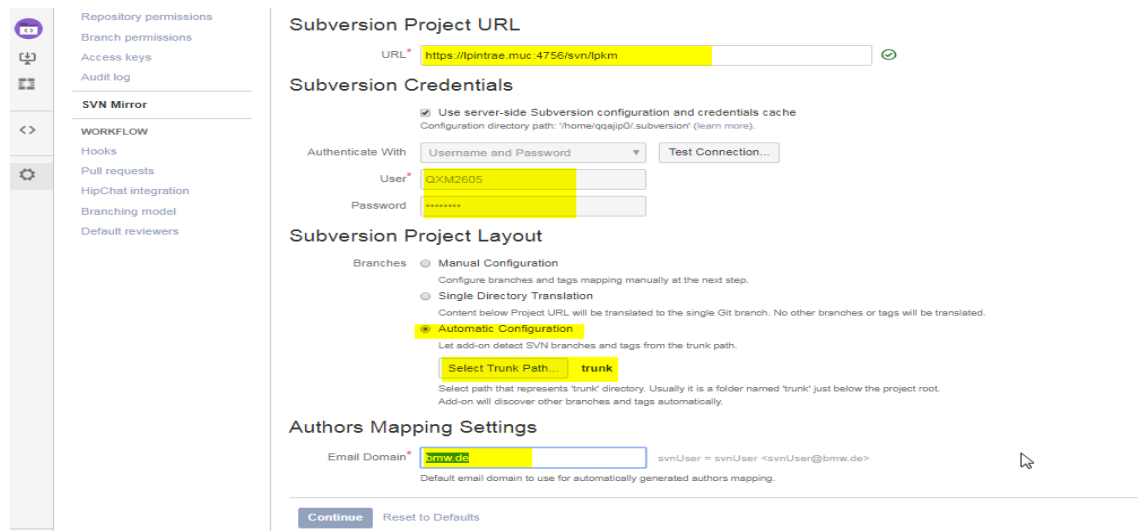 Repository permissions
Branch permissions
Access keys
Audit log
SVN Mirror
WORKFLOW
Hooks
Pull requests
HipChat integration
Branching model
Default reviewers
Subversion Project URL
URL* https://lpintrae.muc:4756/svn/lpkm
Subversion Credentials
Use server-side Subversion configuration and credentials cache
Configuration directory path: '/home/qqajip0/.subversion' (learn more).
Authenticate With Username and Password Test Connection...
User* QXM2605
Password ••••••••
Subversion Project Layout
Branches Manual Configuration
Configure branches and tags mapping manually at the next step.
Single Directory Translation
Content below Project URL will be translated to the single Git branch. No other branches or tags will be translated.
Automatic Configuration
Let add-on detect SVN branches and tags from the trunk path.
Select Trunk Path... trunk
Select path that represents 'trunk' directory. Usually it is a folder named 'trunk' just below the project root.
Add-on will discover other branches and tags automatically.
Authors Mapping Settings
Email Domain* bmw.de svnUser = svnUser <svnUser@bmw.de>
Default email domain to use for automatically generated authors mapping.
Continue Reset to Defaults